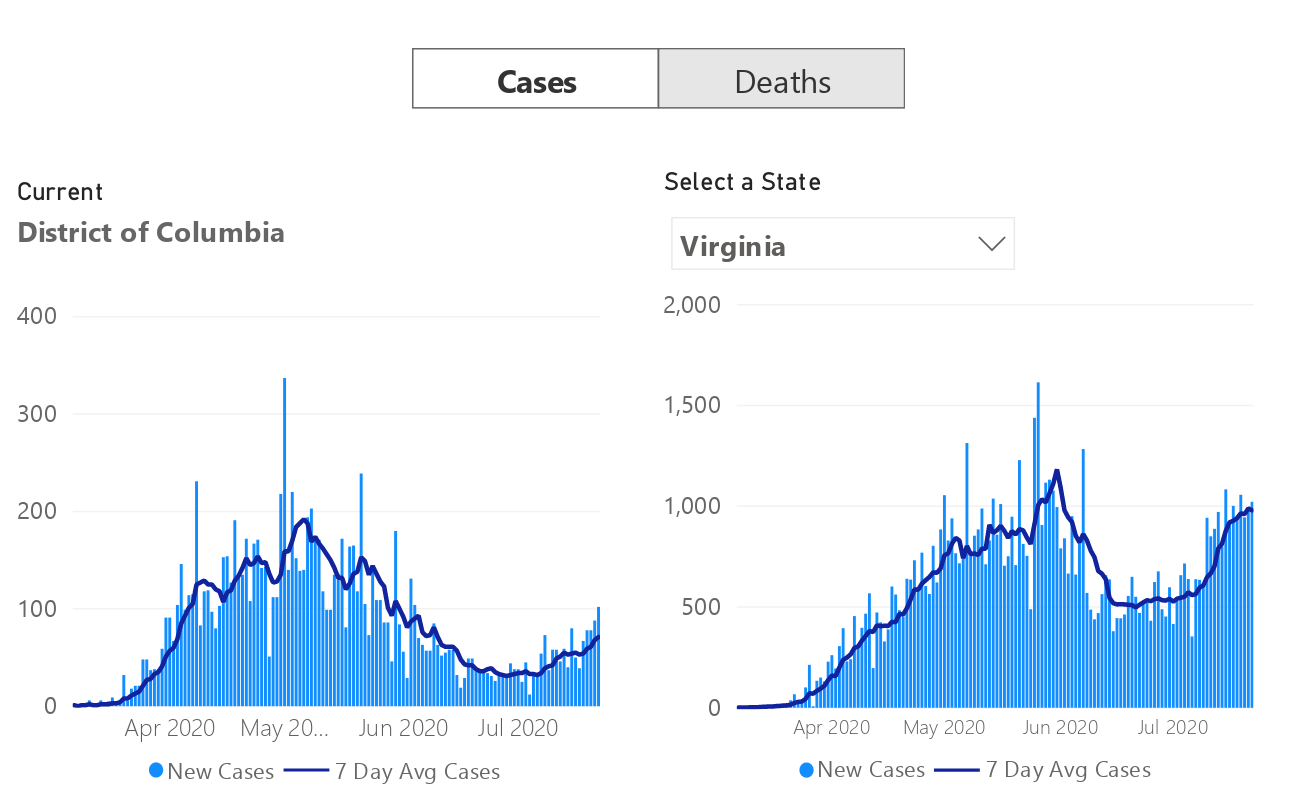 Cases Deaths
Current
District of Columbia
400
300
200
100
0
Apr 2020 May 20... Jun 2020 Jul 2020
New Cases 7 Day Avg Cases
Select a State
Virginia
2,000
1,500
1,000
500
0
Apr 2020 May 2020 Jun 2020 Jul 2020
New Cases 7 Day Avg Cases